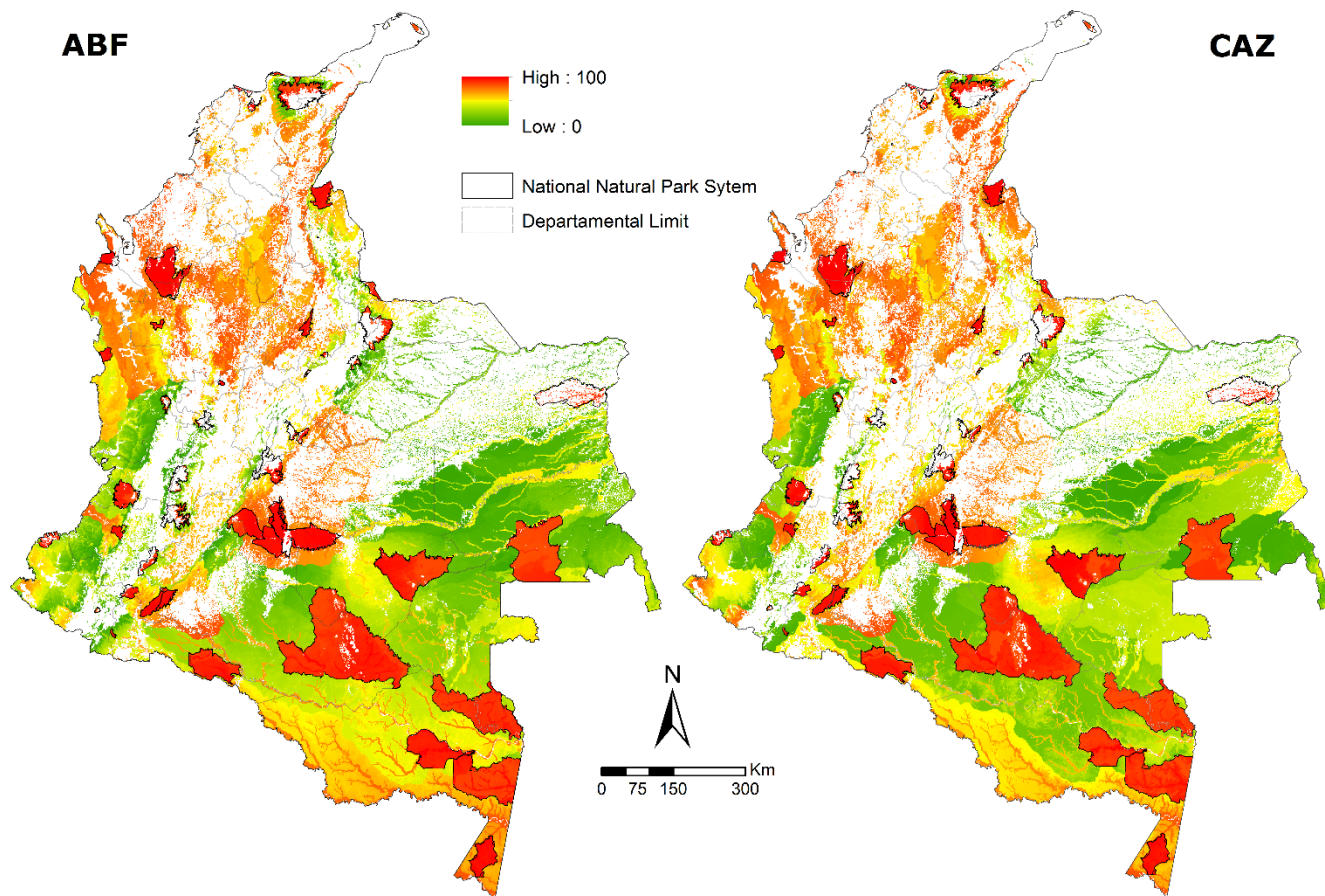 ABF
CAZ
High : 100
Low : 0
National Natural Park Sytem
Departamental Limit
N
Km
0 75 150 300